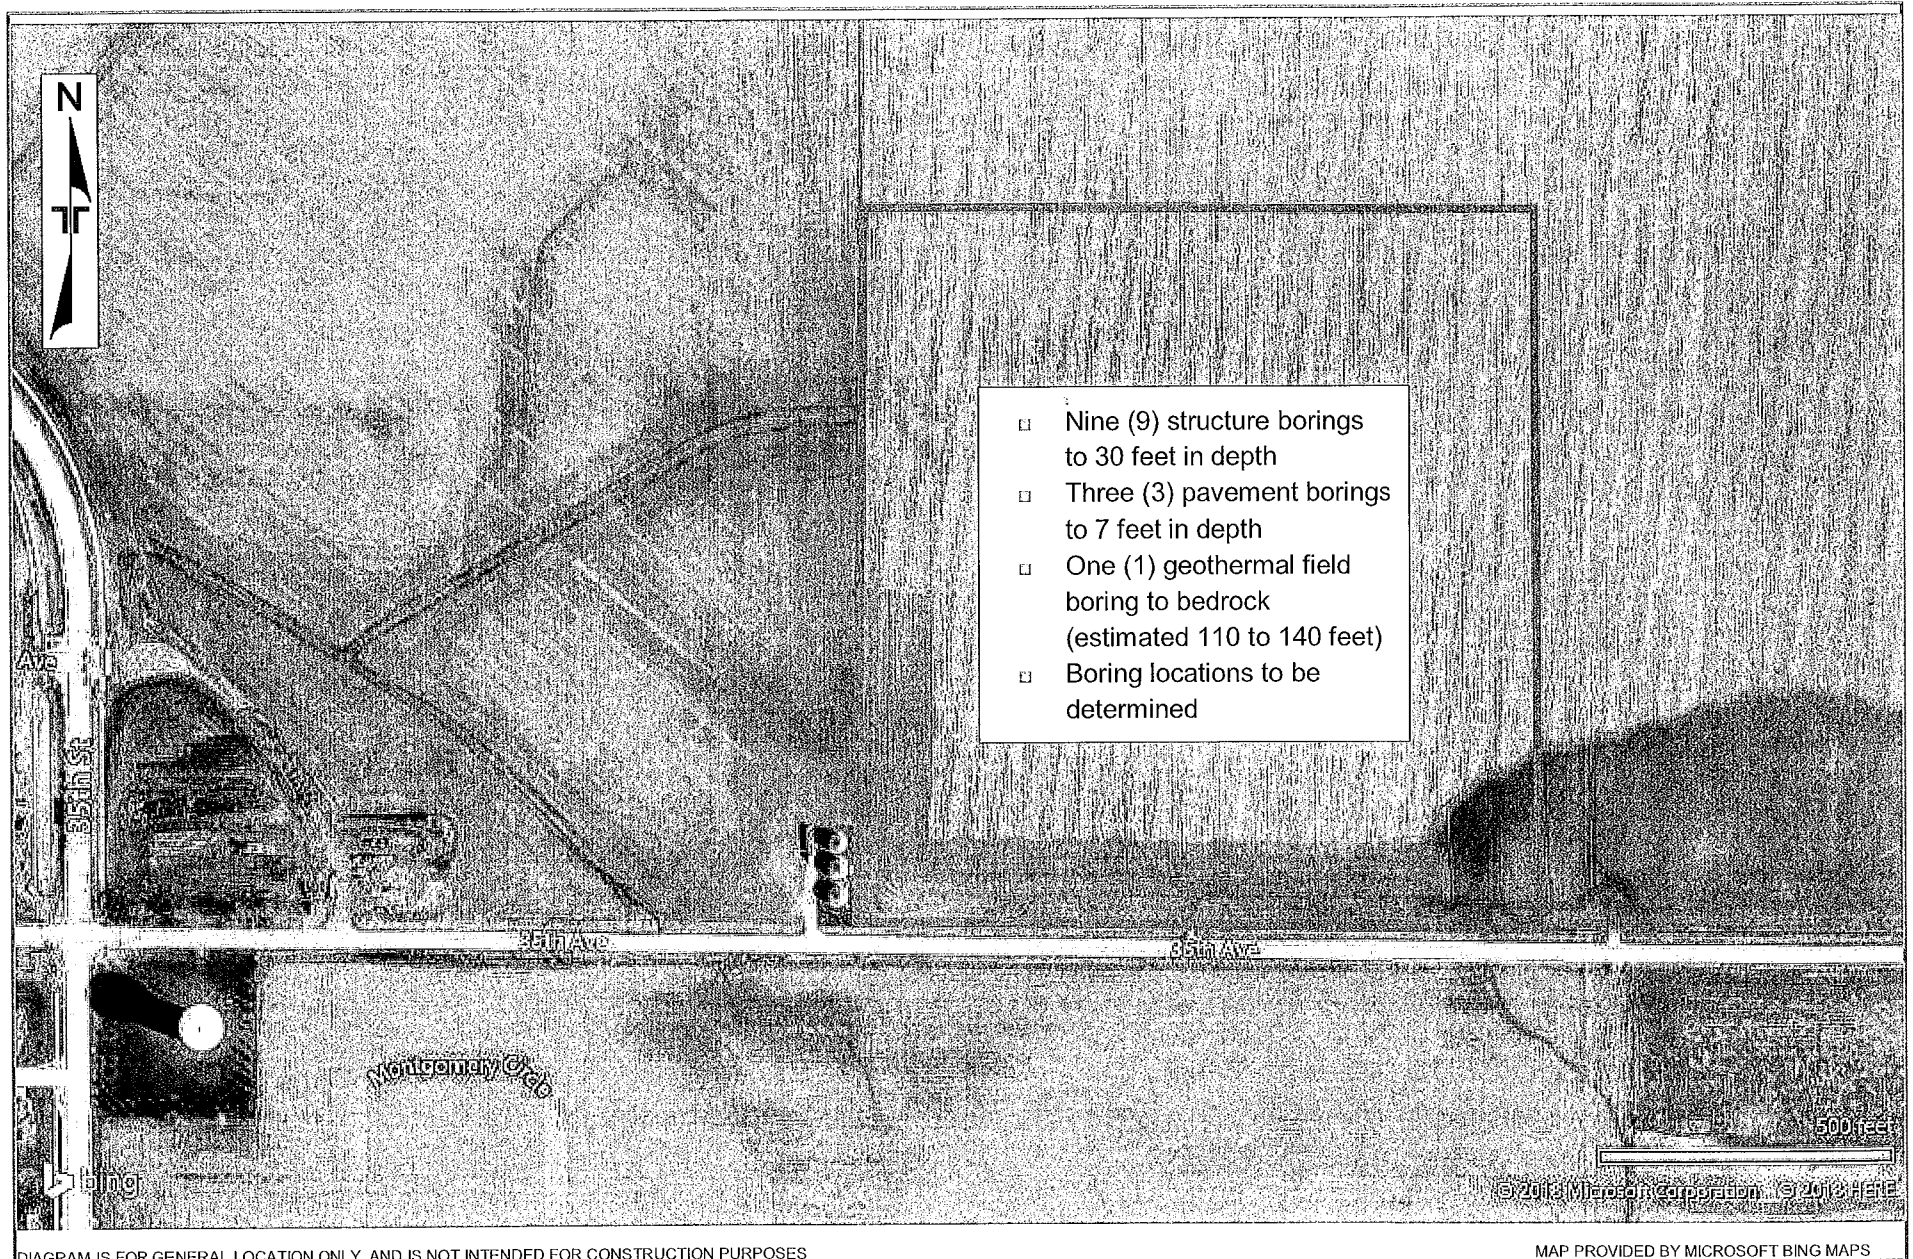 N
Nine (9) structure borings
to 30 feet in depth
Three (3) pavement borings
to 7 feet in depth
One (1) geothermal field
boring to bedrock
(estimated 110 to 140 feet)
Boring locations to be
determined
Ave
35th St
35th Ave
35th Ave
Montgomery Circle
500 feet
bing
© 2018 Microsoft Corporation © 2018 HERE
DIAGRAM IS FOR GENERAL LOCATION ONLY, AND IS NOT INTENDED FOR CONSTRUCTION PURPOSES
MAP PROVIDED BY MICROSOFT BING MAPS